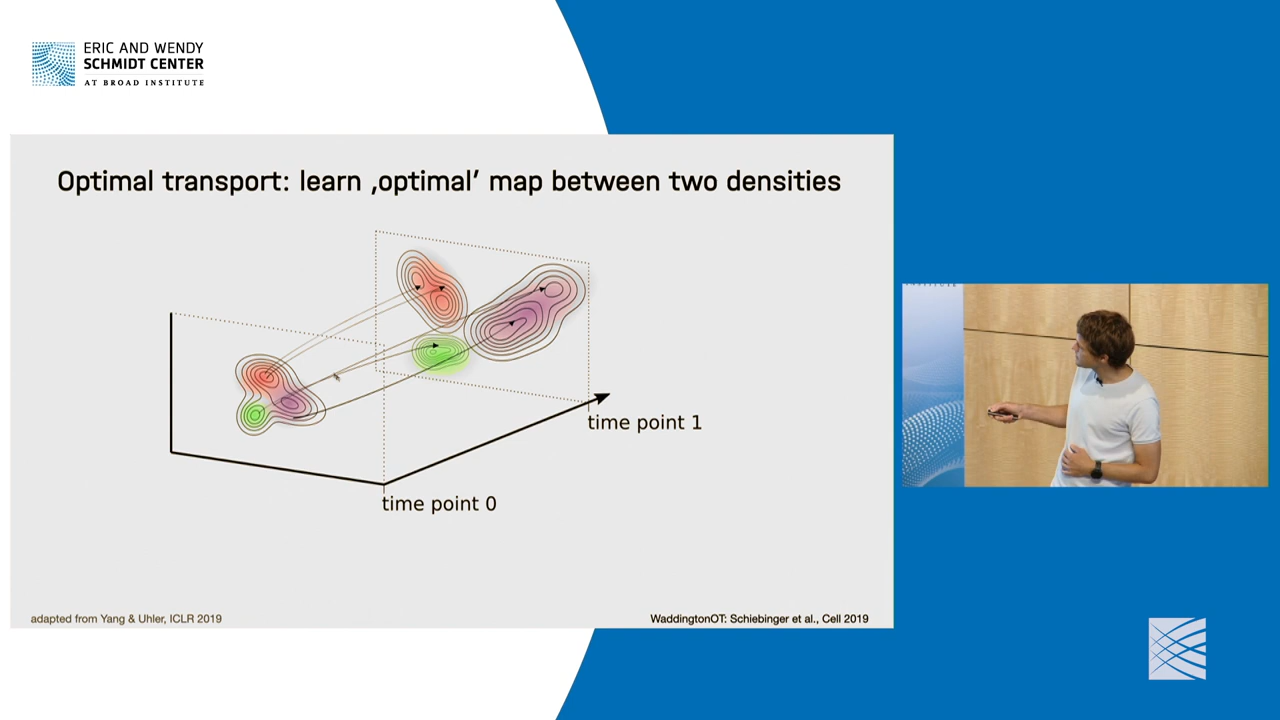 ERIC AND WENDY
SCHMIDT CENTER
AT BROAD INSTITUTE
Optimal transport: learn ‚optimal’ map between two densities
time point 1
time point 0
adapted from Yang & Uhler, ICLR 2019
WaddingtonOT: Schiebinger et al., Cell 2019